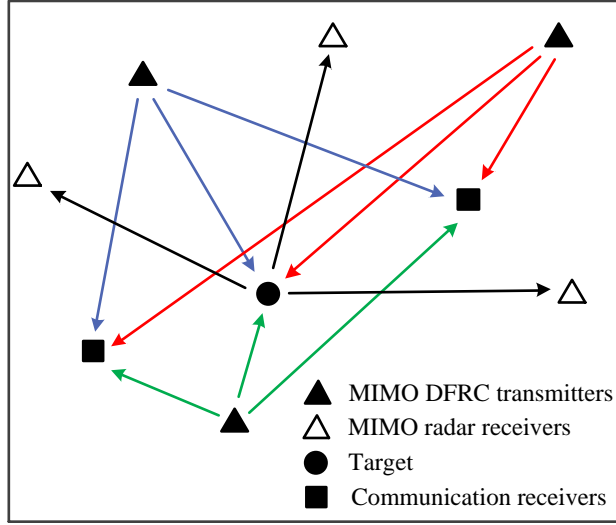 MIMO DFRC transmitters
MIMO radar receivers
Target
Communication receivers